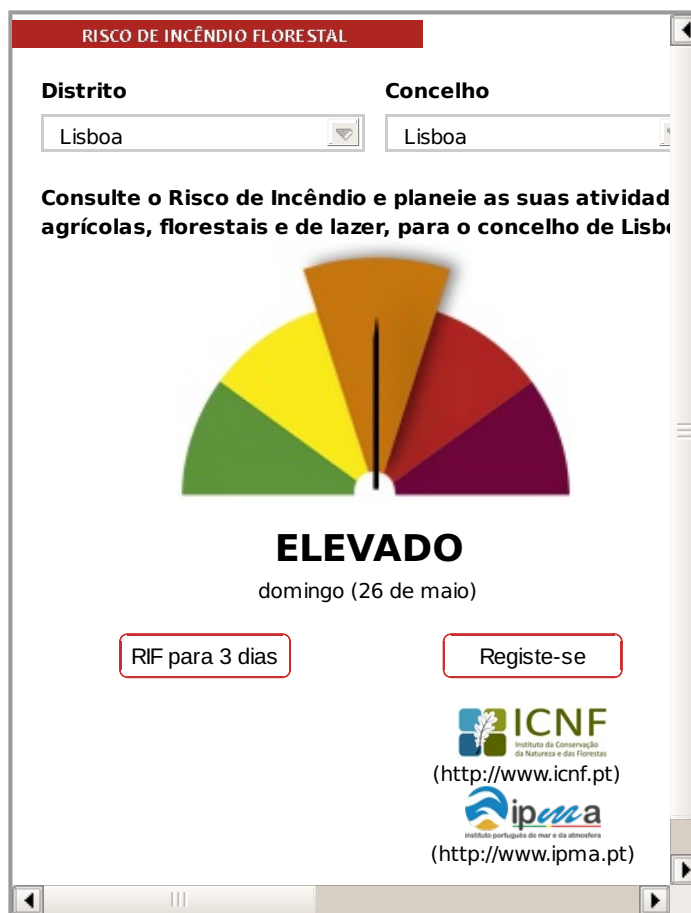 RISCO DE INCÊNDIO FLORESTAL
Distrito
Concelho
Lisboa
Lisboa
Consulte o Risco de Incêndio e planeie as suas atividad
agrícolas, florestais e de lazer, para o concelho de Lisb
ELEVADO
domingo (26 de maio)
RIF para 3 dias
Registe-se
ICNF
Instituto da Conservação
da Natureza e das Florestas
(http://www.icnf.pt)
ipma
instituto português do mar e da atmosfera
(http://www.ipma.pt)